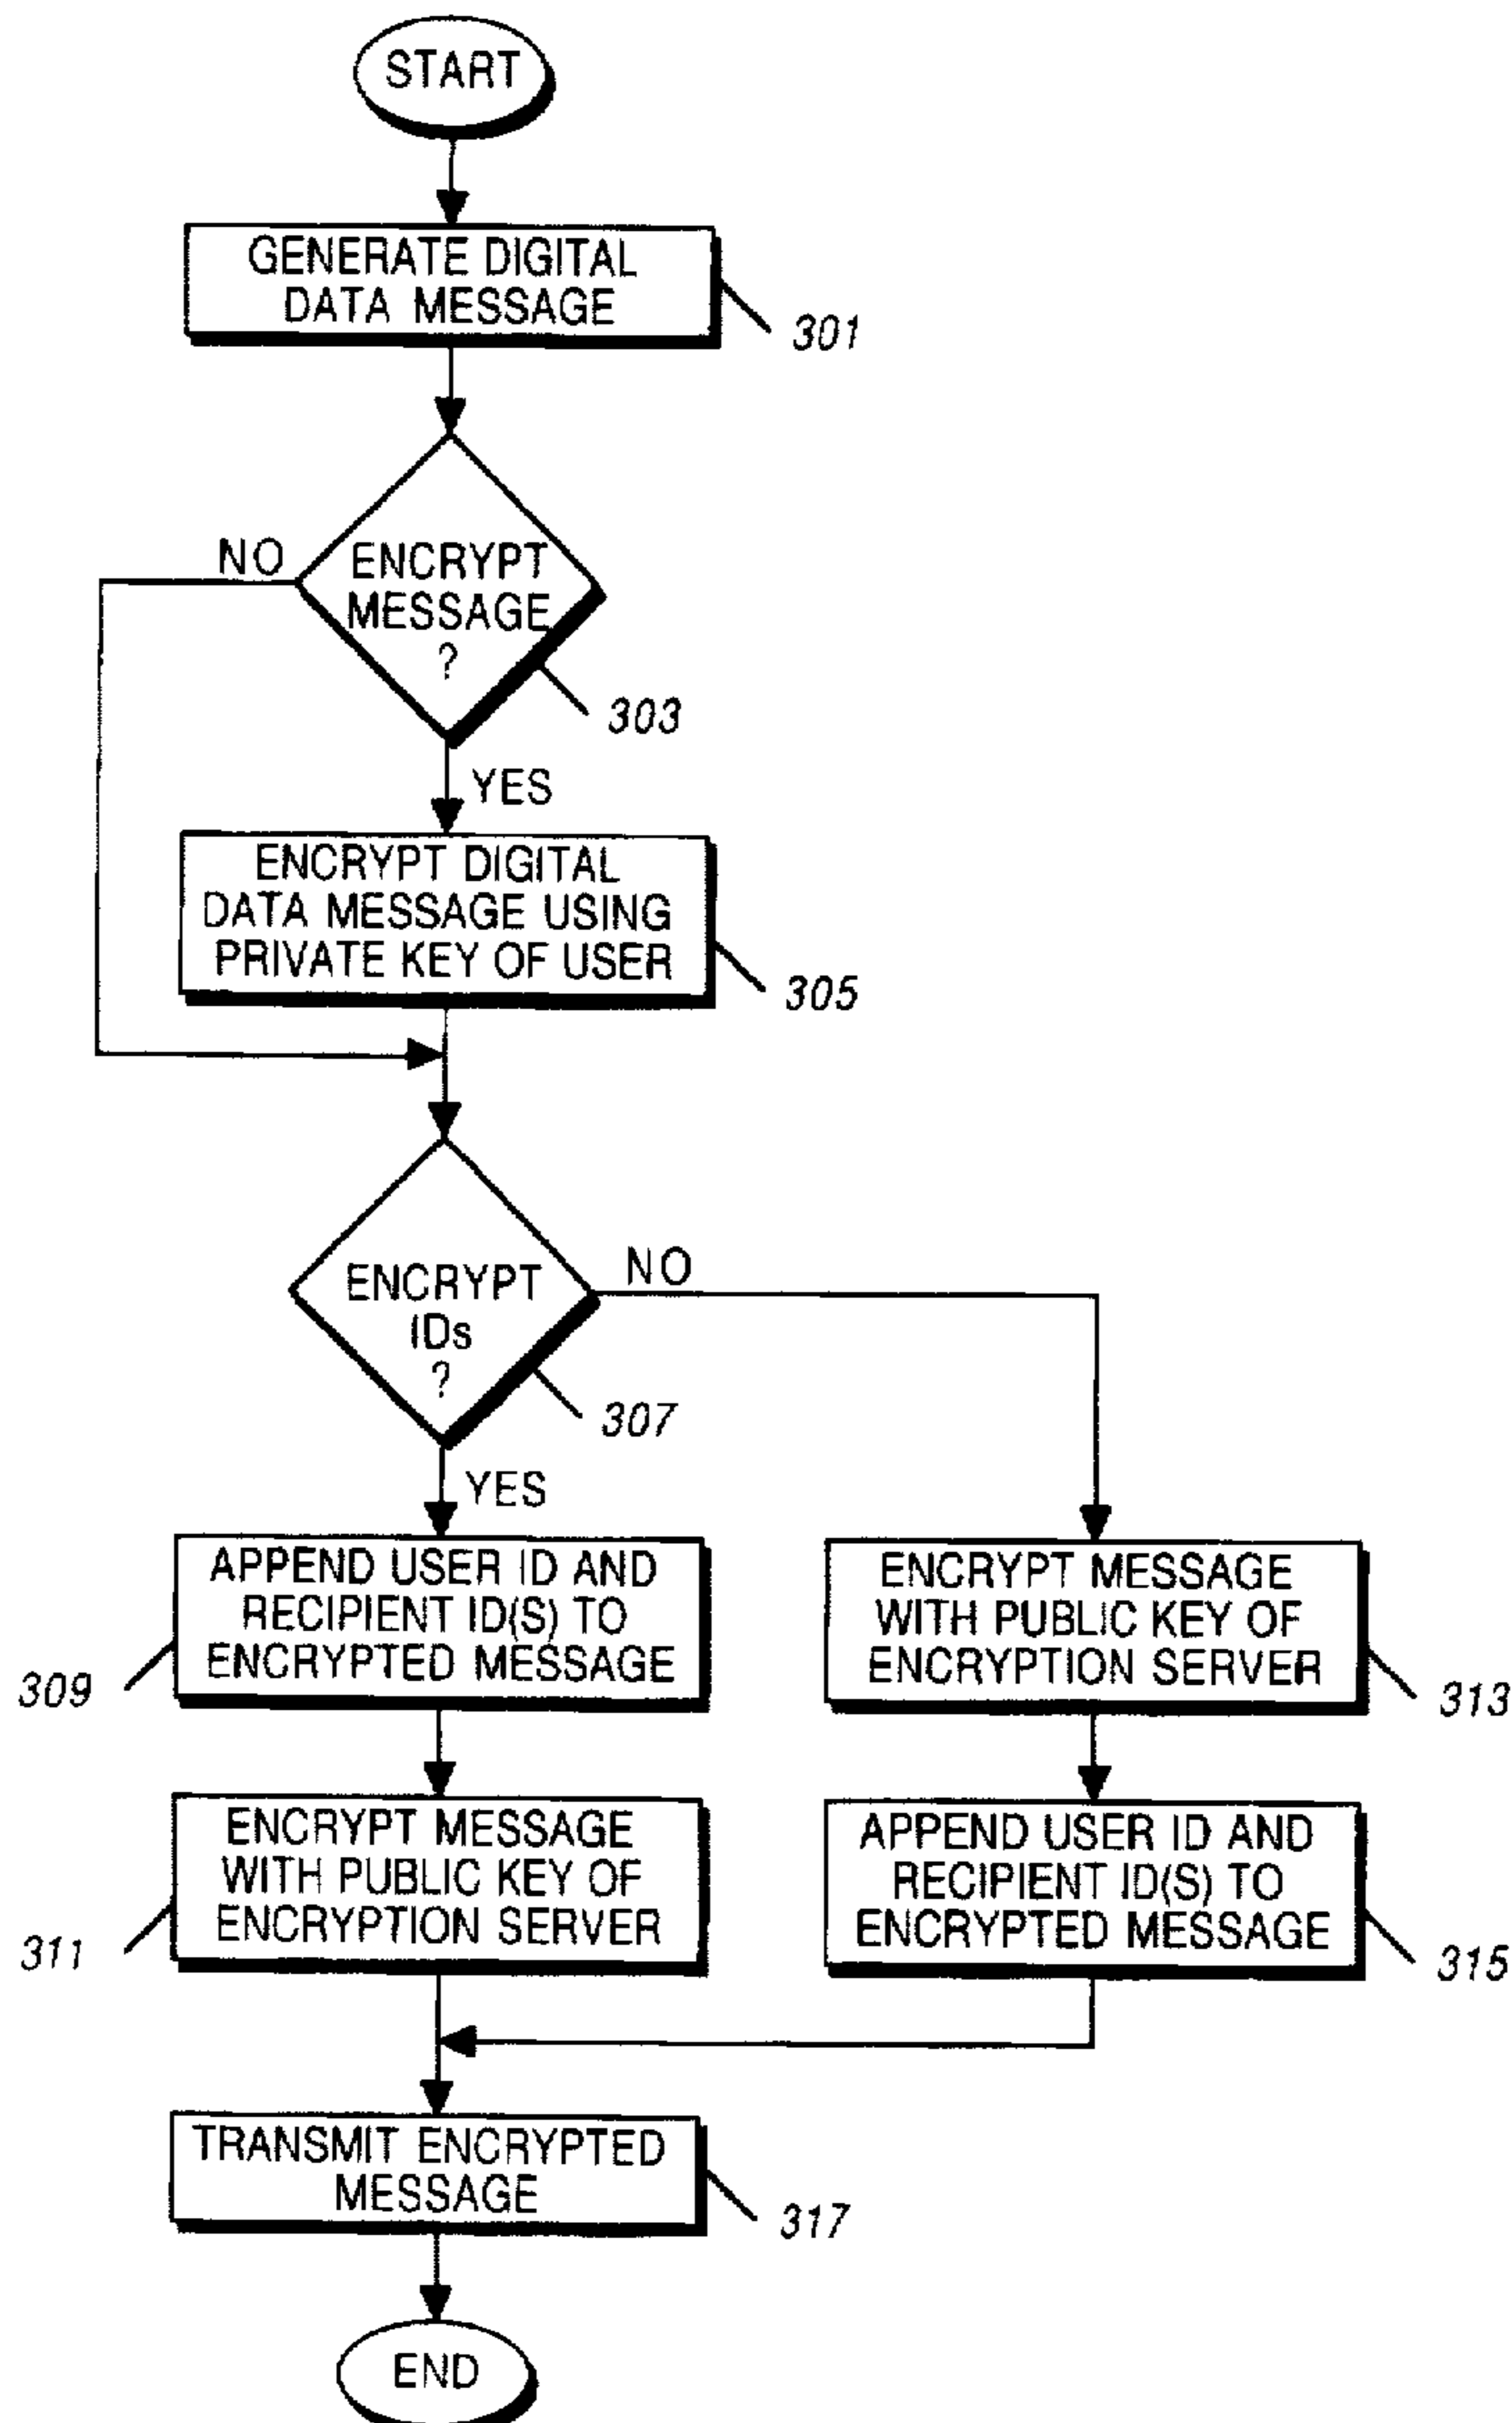 START
GENERATE DIGITAL
DATA MESSAGE
301
NO
ENCRYPT
MESSAGE
?
303
YES
ENCRYPT DIGITAL
DATA MESSAGE USING
PRIVATE KEY OF USER
305
ENCRYPT
IDs
?
NO
307
YES
APPEND USER ID AND
RECIPIENT ID(S) TO
ENCRYPTED MESSAGE
309
ENCRYPT MESSAGE
WITH PUBLIC KEY OF
ENCRYPTION SERVER
313
ENCRYPT MESSAGE
WITH PUBLIC KEY OF
ENCRYPTION SERVER
311
APPEND USER ID AND
RECIPIENT ID(S) TO
ENCRYPTED MESSAGE
315
TRANSMIT ENCRYPTED
MESSAGE
317
END